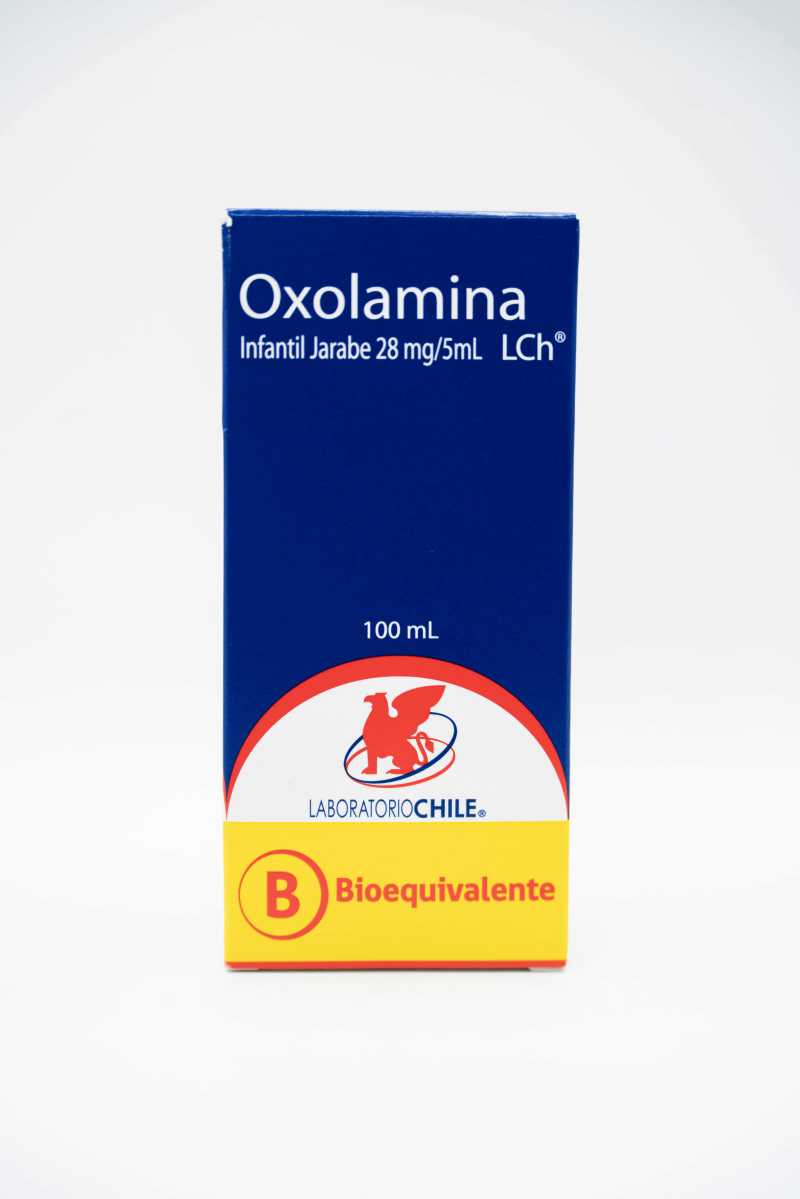 Oxolamina
Infantil Jarabe 28 mg/5mL LCh®
100 mL
LABORATORIOCHILE®
B Bioequivalente